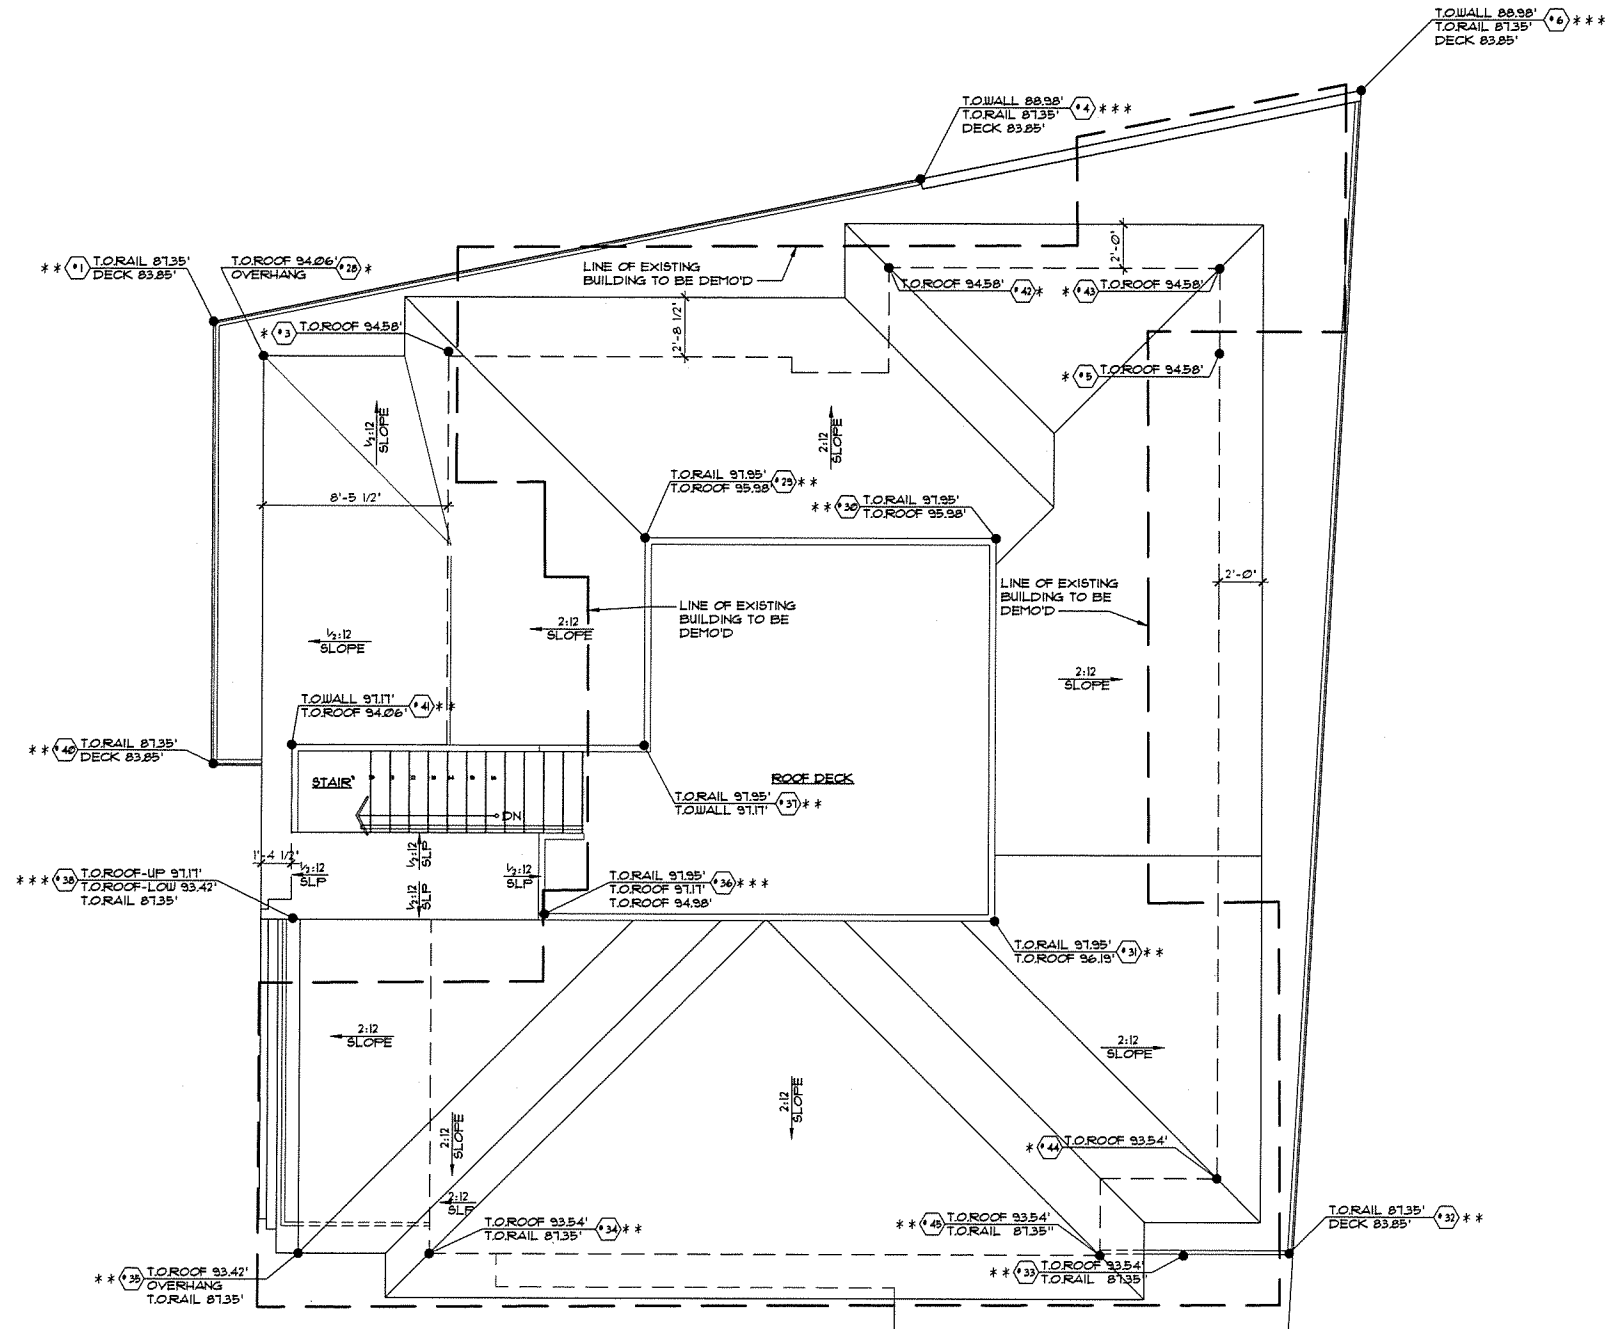 T.O.WALL 88.98'
T.O.RAIL 87.35'
DECK 83.85'
#6 ***
T.O.WALL 88.98'
T.O.RAIL 87.35'
DECK 83.85'
#4 ***
** #1 T.O.RAIL 87.35'
DECK 83.85'
T.O.ROOF 94.06'
OVERHANG
#28 *
LINE OF EXISTING
BUILDING TO BE DEMO'D
2'-0"
T.O.ROOF 94.58' #42 *
* #43 T.O.ROOF 94.58'
* #3 T.O.ROOF 94.58'
2'-8 1/2"
* #5 T.O.ROOF 94.58'
1/2:12
SLOPE
2:12
SLOPE
8'-5 1/2"
T.O.RAIL 97.95'
T.O.ROOF 95.98'
#29 **
** #30 T.O.RAIL 97.95'
T.O.ROOF 95.98'
2'-0"
LINE OF EXISTING
BUILDING TO BE
DEMO'D
LINE OF EXISTING
BUILDING TO BE
DEMO'D
1/2:12
SLOPE
2:12
SLOPE
2:12
SLOPE
T.O.WALL 97.17'
T.O.ROOF 94.06'
#41 **
** #40 T.O.RAIL 87.35'
DECK 83.85'
STAIR
ROOF DECK
DN
T.O.RAIL 97.95'
T.O.WALL 97.17'
#37 **
1'-4 1/2"
1/2:12
SLP
1/2:12
SLP
1/2:12
SLP
1/2:12
SLP
*** #38 T.O.ROOF-UP 97.17'
T.O.ROOF-LOW 93.42'
T.O.RAIL 87.35'
T.O.RAIL 97.95'
T.O.ROOF 97.17'
T.O.ROOF 94.98'
#36 ***
T.O.RAIL 97.95'
T.O.ROOF 96.19'
#31 **
2:12
SLOPE
2:12
SLOPE
2:12
SLOPE
2:12
SLOPE
2:12
SLP
* #44 T.O.ROOF 93.54'
T.O.ROOF 93.54'
T.O.RAIL 87.35'
#34 **
** #45 T.O.ROOF 93.54'
T.O.RAIL 87.35"
T.O.RAIL 87.35'
DECK 83.85'
#32 **
** #35 T.O.ROOF 93.42'
OVERHANG
T.O.RAIL 87.35'
** #33 T.O.ROOF 93.54'
T.O.RAIL 87.35'